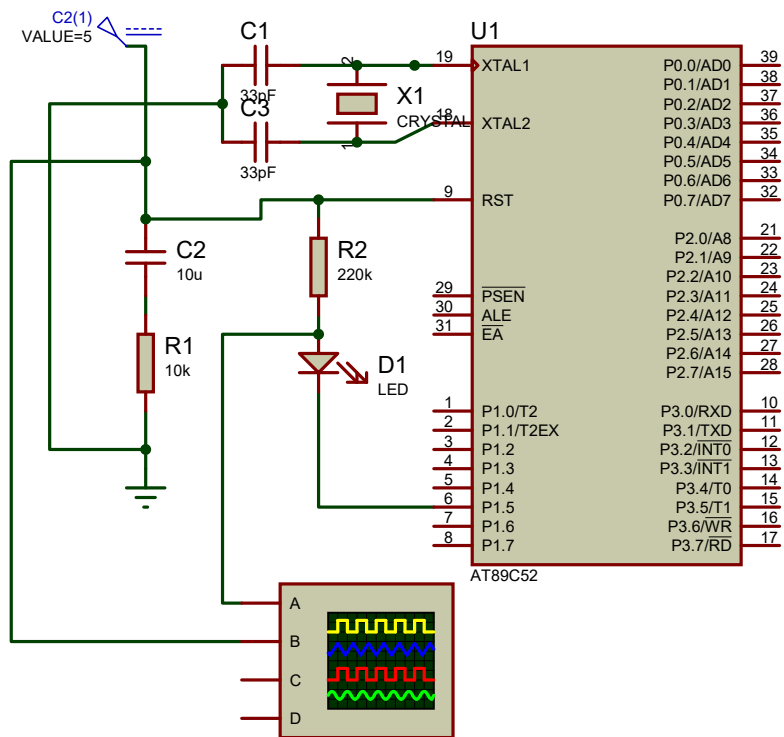 C2(1)
VALUE=5
C1
33pF
C3
33pF
2
X1
CRYSTAL
1
U1
19
XTAL1
18
XTAL2
9
RST
29
PSEN
30
ALE
31
EA
1
P1.0/T2
2
P1.1/T2EX
3
P1.2
4
P1.3
5
P1.4
6
P1.5
7
P1.6
8
P1.7
P0.0/AD0
39
P0.1/AD1
38
P0.2/AD2
37
P0.3/AD3
36
P0.4/AD4
35
P0.5/AD5
34
P0.6/AD6
33
P0.7/AD7
32
P2.0/A8
21
P2.1/A9
22
P2.2/A10
23
P2.3/A11
24
P2.4/A12
25
P2.5/A13
26
P2.6/A14
27
P2.7/A15
28
P3.0/RXD
10
P3.1/TXD
11
P3.2/INT0
12
P3.3/INT1
13
P3.4/T0
14
P3.5/T1
15
P3.6/WR
16
P3.7/RD
17
AT89C52
C2
10u
R1
10k
R2
220k
D1
LED
A
B
C
D